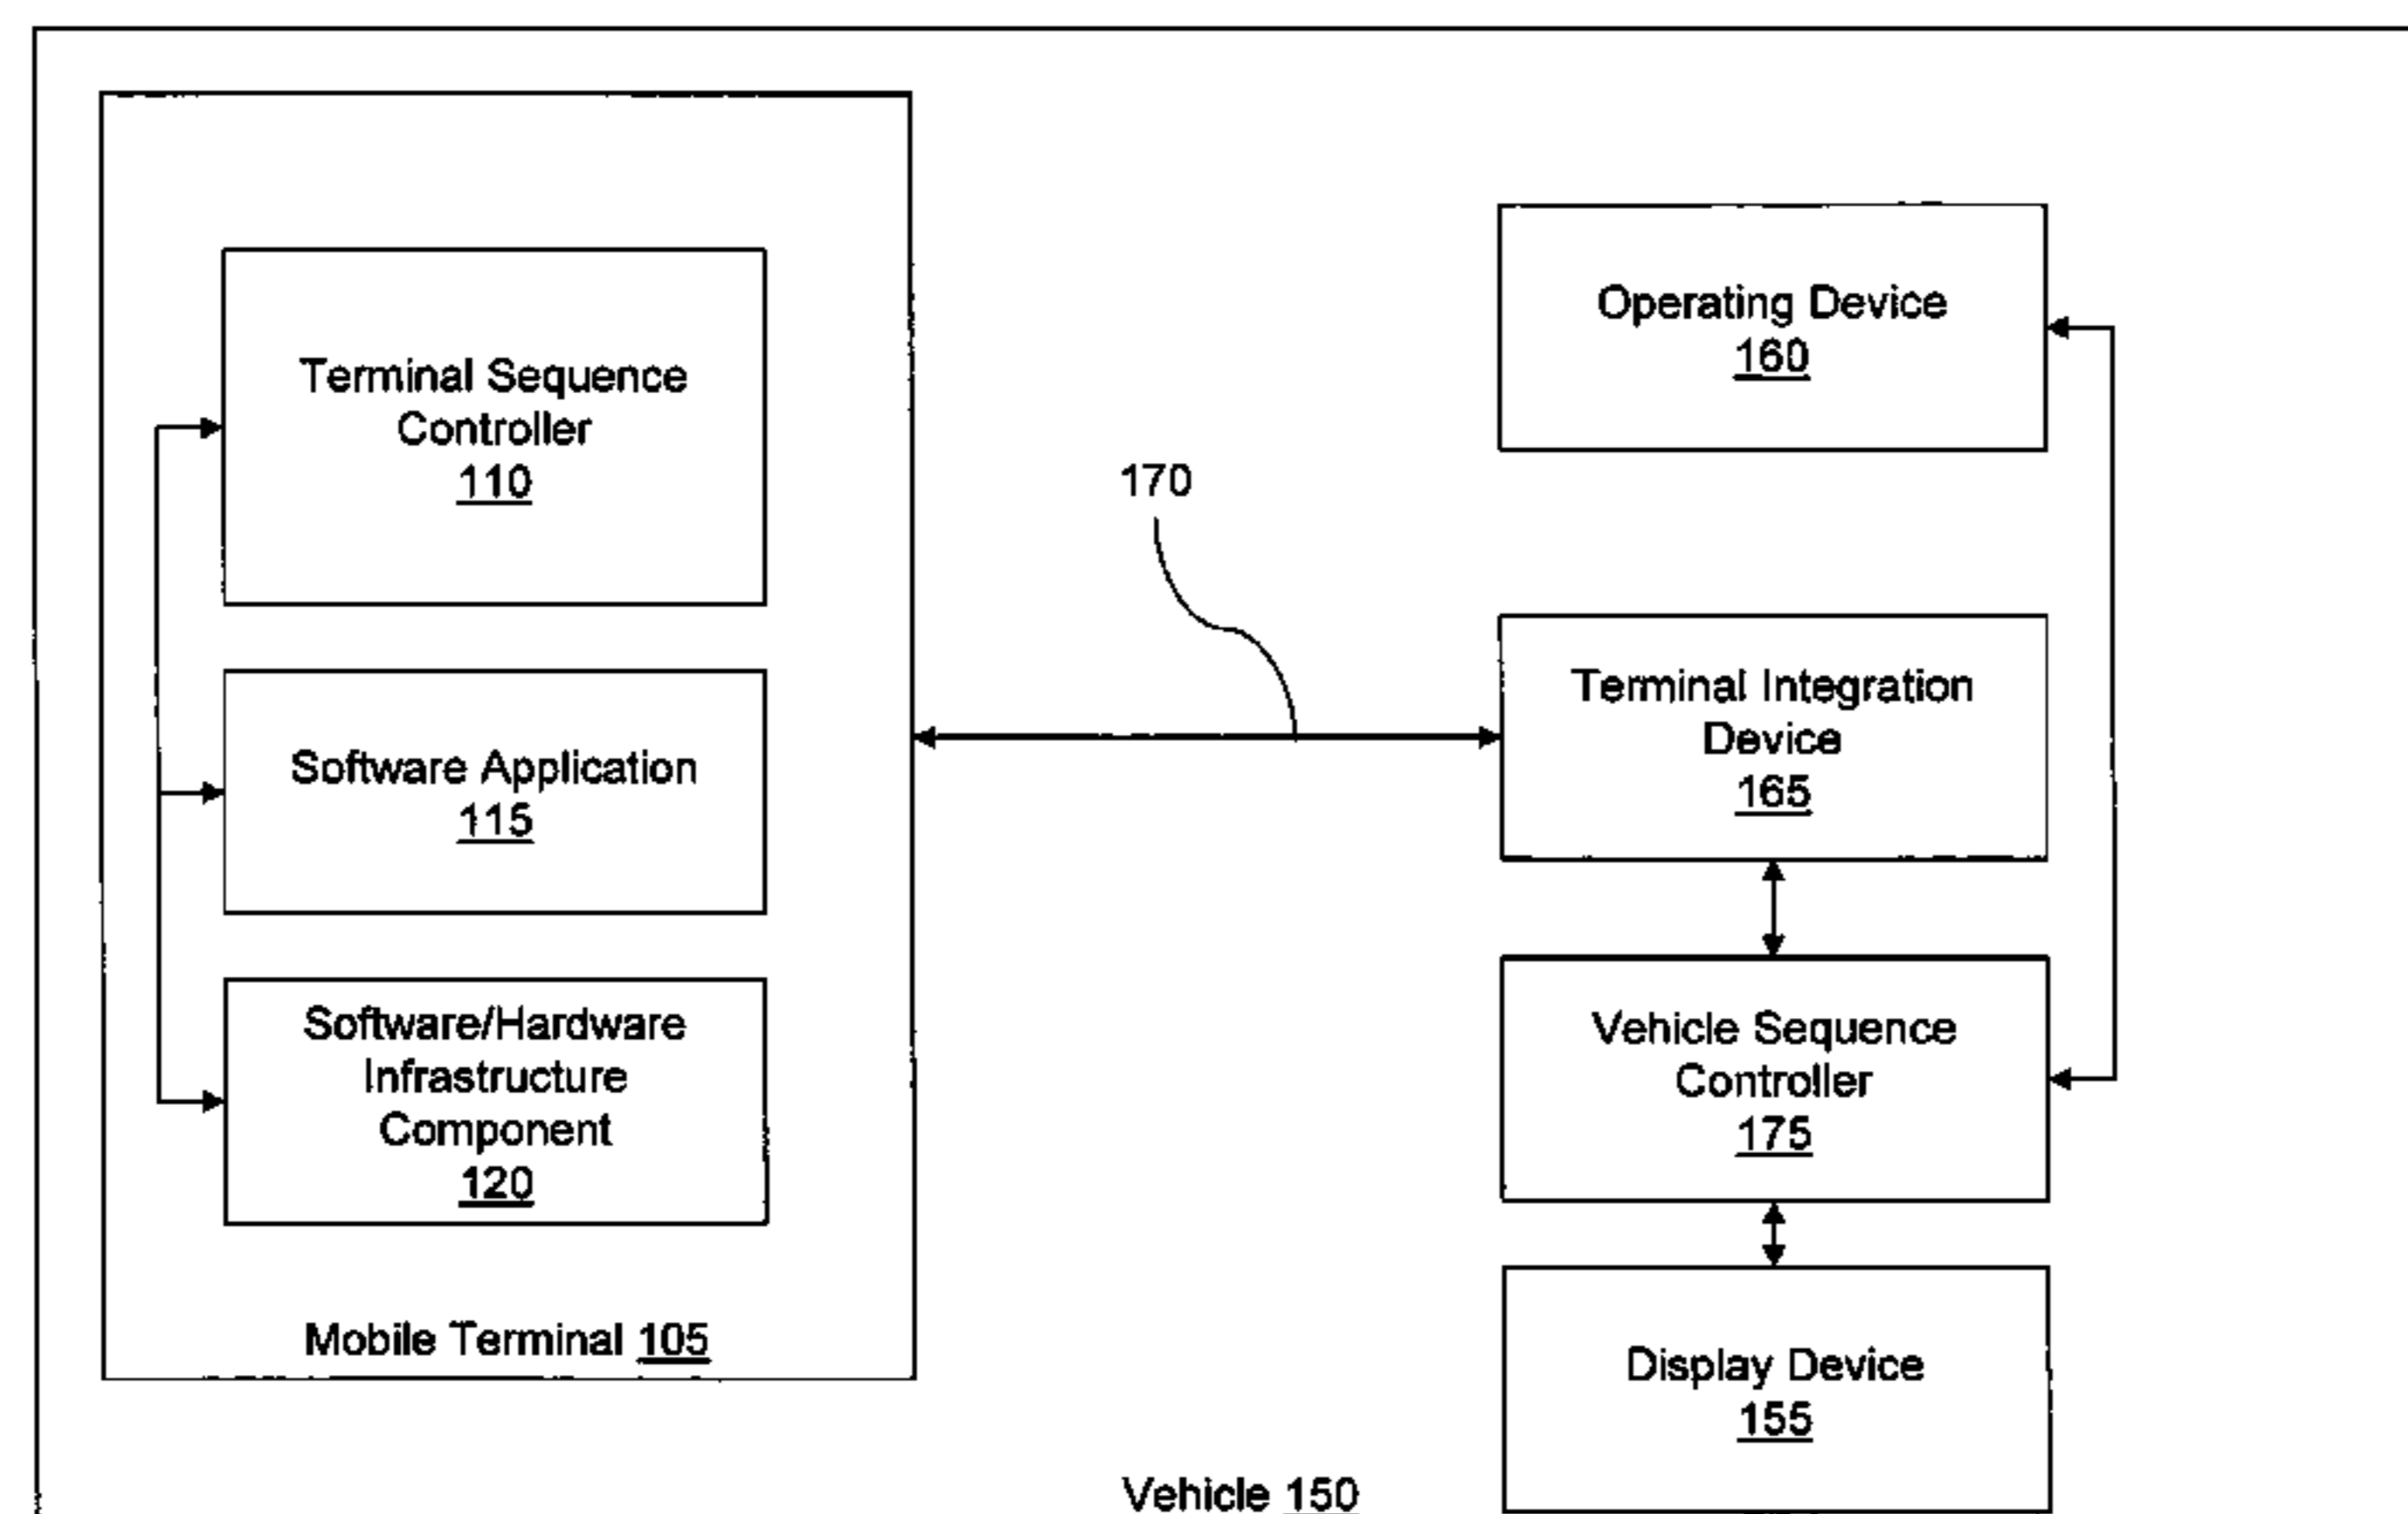 Terminal Sequence
Controller
110
Software Application
115
Software/Hardware
Infrastructure
Component
120
Mobile Terminal 105
170
Operating Device
160
Terminal Integration
Device
165
Vehicle Sequence
Controller
175
Display Device
155
Vehicle 150